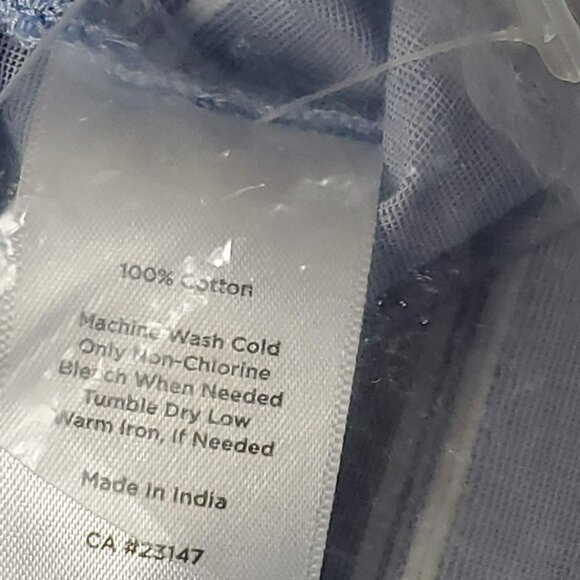 100% Cotton
Machine Wash Cold
Only Non-Chlorine
Bleach When Needed
Tumble Dry Low
Warm Iron, If Needed
Made In India
CA #23147